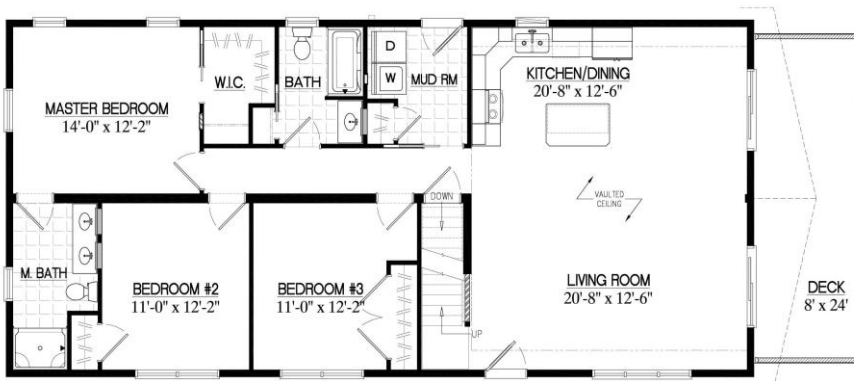 MASTER BEDROOM
14'-0" x 12'-2"
W.I.C.
BATH
D
W
MUD RM
KITCHEN/DINING
20'-8" x 12'-6"
DOWN
VAULTED
CEILING
M. BATH
BEDROOM #2
11'-0" x 12'-2"
BEDROOM #3
11'-0" x 12'-2"
UP
LIVING ROOM
20'-8" x 12'-6"
DECK
8' x 24'